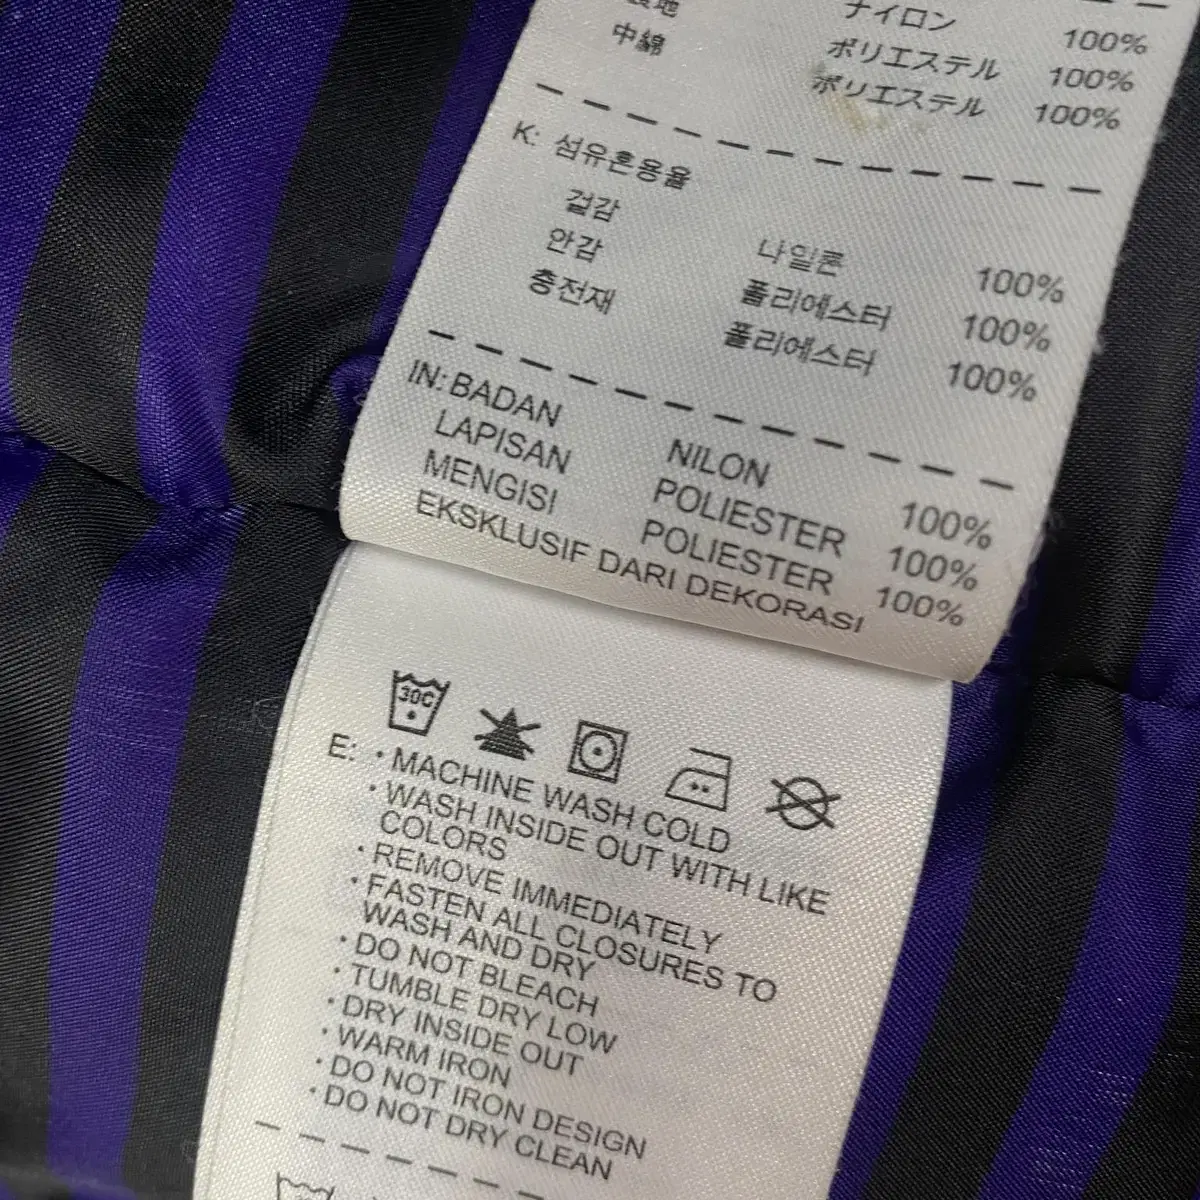 ナイロン 100%
中綿 ポリエステル 100%
ポリエステル 100%
K: 섬유혼용율
겉감 나일론 100%
안감 폴리에스터 100%
충전재 폴리에스터 100%
IN: BADAN NILON 100%
LAPISAN POLIESTER 100%
MENGISI POLIESTER 100%
EKSKLUSIF DARI DEKORASI
30C
E: · MACHINE WASH COLD
· WASH INSIDE OUT WITH LIKE
COLORS
· REMOVE IMMEDIATELY
· FASTEN ALL CLOSURES TO
WASH AND DRY
· DO NOT BLEACH
· TUMBLE DRY LOW
· DRY INSIDE OUT
· WARM IRON
· DO NOT IRON DESIGN
· DO NOT DRY CLEAN